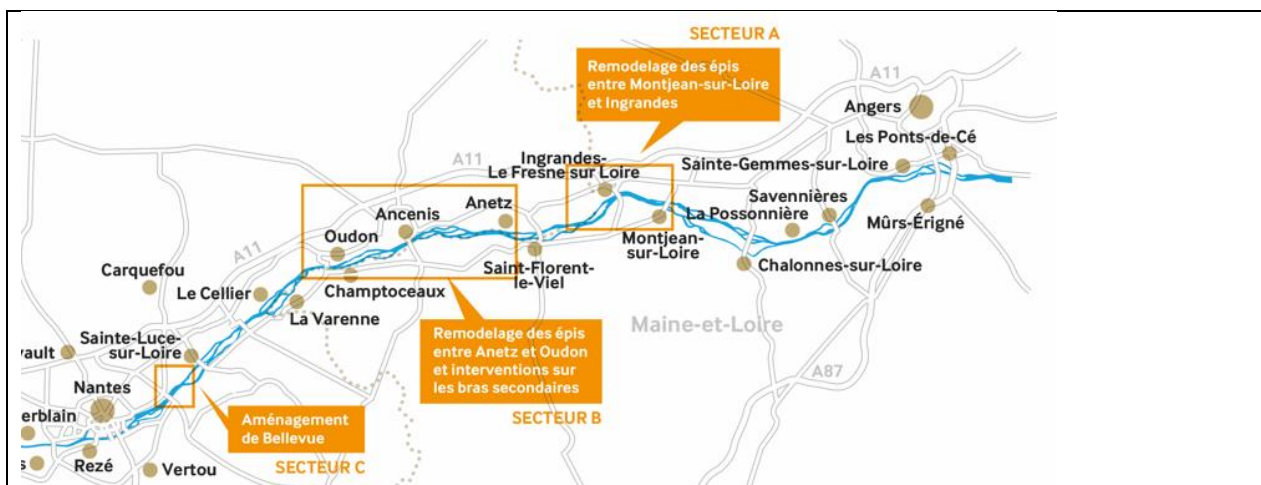 SECTEUR A
Remodelage des épis
entre Montjean-sur-Loire
et Ingrandes
A11
Angers
Les Ponts-de-Cé
Ingrandes-
Le Fresne sur Loire
Sainte-Gemmes-sur-Loire
A11
Savennières
Anetz
La Possonnière
Ancenis
Mûrs-Érigné
Oudon
Montjean-
sur-Loire
A11
Saint-Florent-
le-Viel
Chalonnes-sur-Loire
Carquefou
Le Cellier
Champtoceaux
La Varenne
Maine-et-Loire
Sainte-Luce-
sur-Loire
Remodelage des épis
entre Anetz et Oudon
et interventions sur
les bras secondaires
vault
A87
Nantes
SECTEUR B
erblain
Aménagement
de Bellevue
SECTEUR C
s
Rezé
Vertou